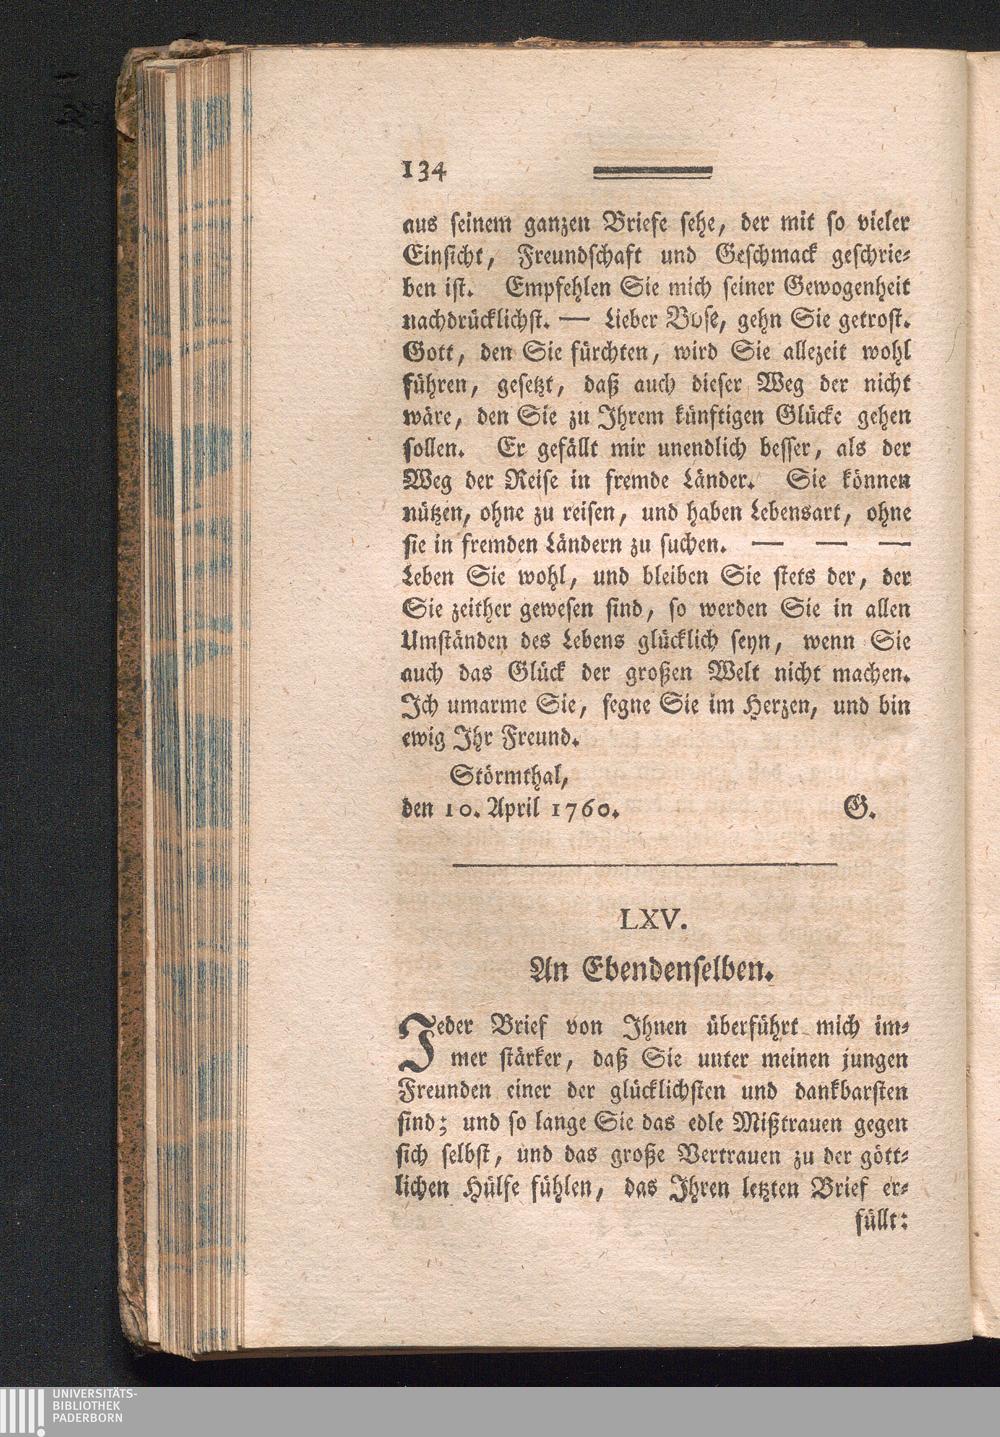 134
aus seinem ganzen Briefe sehe, der mit so vieler
Einsicht, Freundschaft und Geschmack geschrie-
ben ist. Empfehlen Sie mich seiner Gewogenheit
nachdrücklichst. — Lieber Bose, gehn Sie getrost.
Gott, den Sie fürchten, wird Sie allezeit wohl
führen, gesetzt, daß auch dieser Weg der nicht
wäre, den Sie zu Ihrem künftigen Glücke gehen
sollen. Er gefällt mir unendlich besser, als der
Weg der Reise in fremde Länder. Sie können
nützen, ohne zu reisen, und haben Lebensart, ohne
sie in fremden Ländern zu suchen. — — —
Leben Sie wohl, und bleiben Sie stets der, der
Sie zeither gewesen sind, so werden Sie in allen
Umständen des Lebens glücklich seyn, wenn Sie
auch das Glück der großen Welt nicht machen.
Ich umarme Sie, segne Sie im Herzen, und bin
ewig Ihr Freund.
Störmthal,
den 10. April 1760. G.
LXV.
An Ebendenselben.
Jeder Brief von Ihnen überführt mich im-
mer stärker, daß Sie unter meinen jungen
Freunden einer der glücklichsten und dankbarsten
sind; und so lange Sie das edle Mißtrauen gegen
sich selbst, und das große Vertrauen zu der gött-
lichen Hülfe fühlen, das Ihren letzten Brief er-
füllt:
UNIVERSITÄTS-
BIBLIOTHEK
PADERBORN